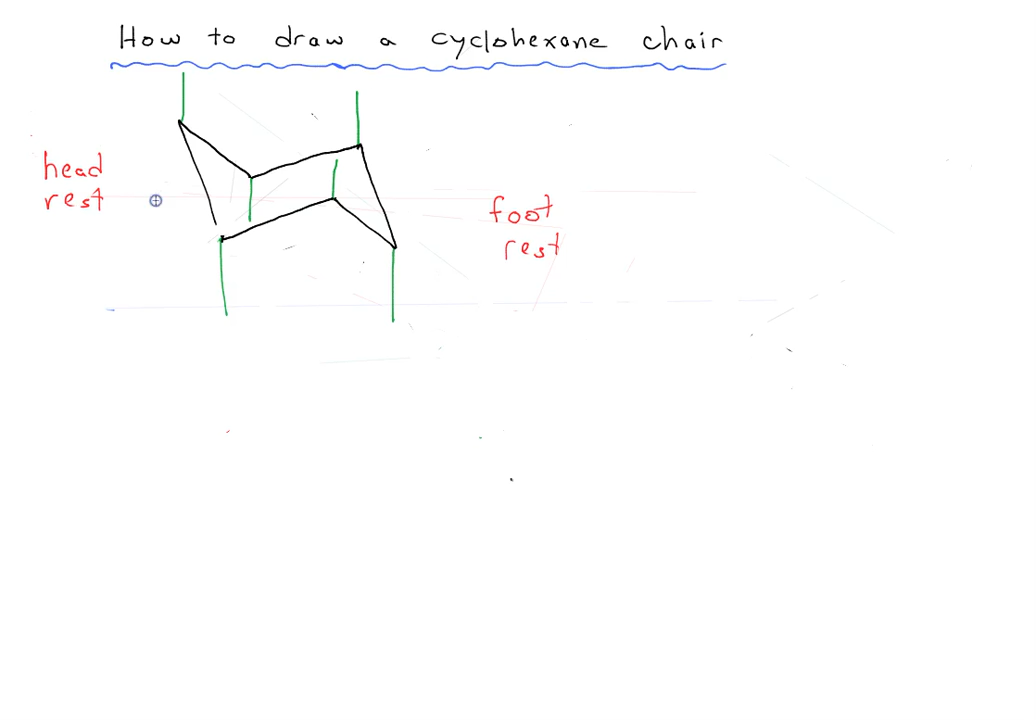 How to draw a cyclohexane chair
head
rest
foot
rest